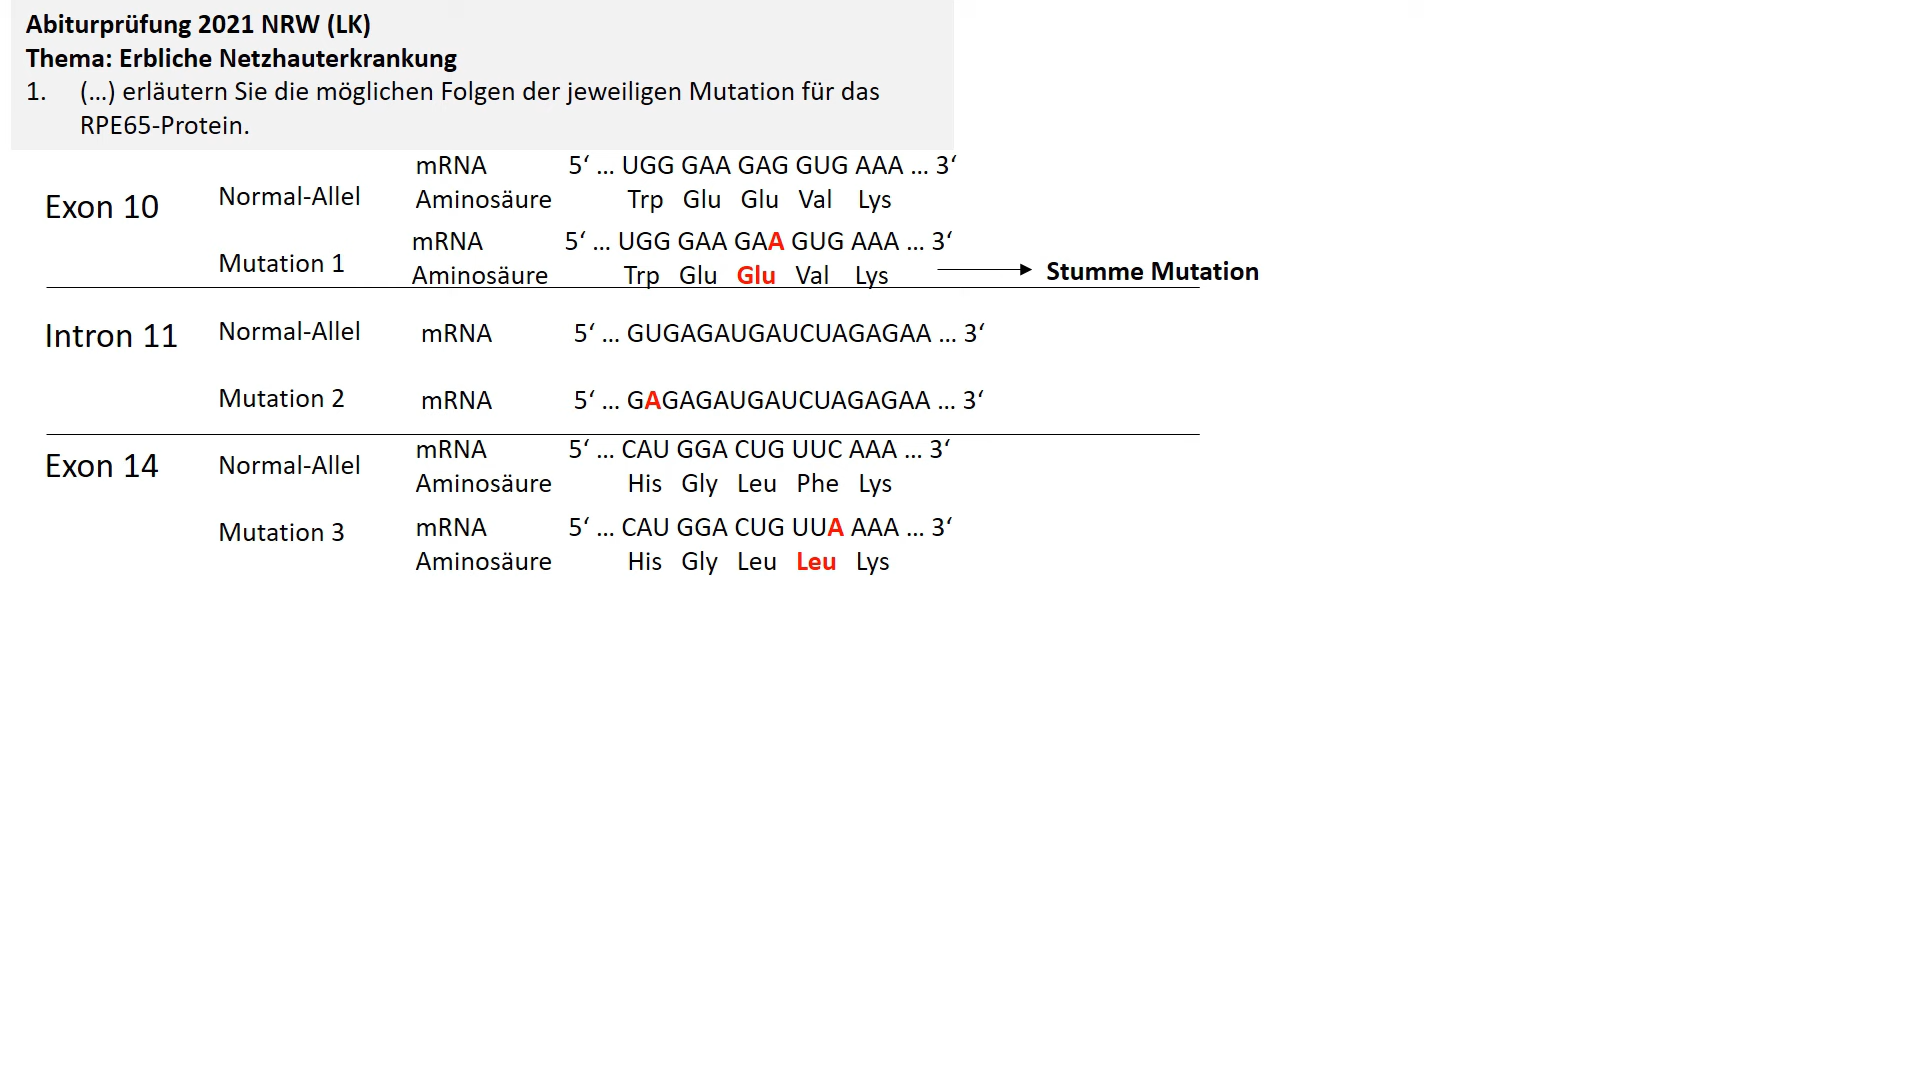 Abiturprüfung 2021 NRW (LK)
Thema: Erbliche Netzhauterkrankung
1. (...) erläutern Sie die möglichen Folgen der jeweiligen Mutation für das
RPE65-Protein.
Exon 10
Normal-Allel
mRNA 5‘ ... UGG GAA GAG GUG AAA ... 3‘
Aminosäure Trp Glu Glu Val Lys
Mutation 1
mRNA 5‘ ... UGG GAA GAA GUG AAA ... 3‘
Aminosäure Trp Glu Glu Val Lys
Stumme Mutation
Intron 11
Normal-Allel mRNA 5‘ ... GUGAGAUGAUCUAGAGAA ... 3‘
Mutation 2 mRNA 5‘ ... GAGAGAUGAUCUAGAGAA ... 3‘
Exon 14
Normal-Allel
mRNA 5‘ ... CAU GGA CUG UUC AAA ... 3‘
Aminosäure His Gly Leu Phe Lys
Mutation 3
mRNA 5‘ ... CAU GGA CUG UUA AAA ... 3‘
Aminosäure His Gly Leu Leu Lys